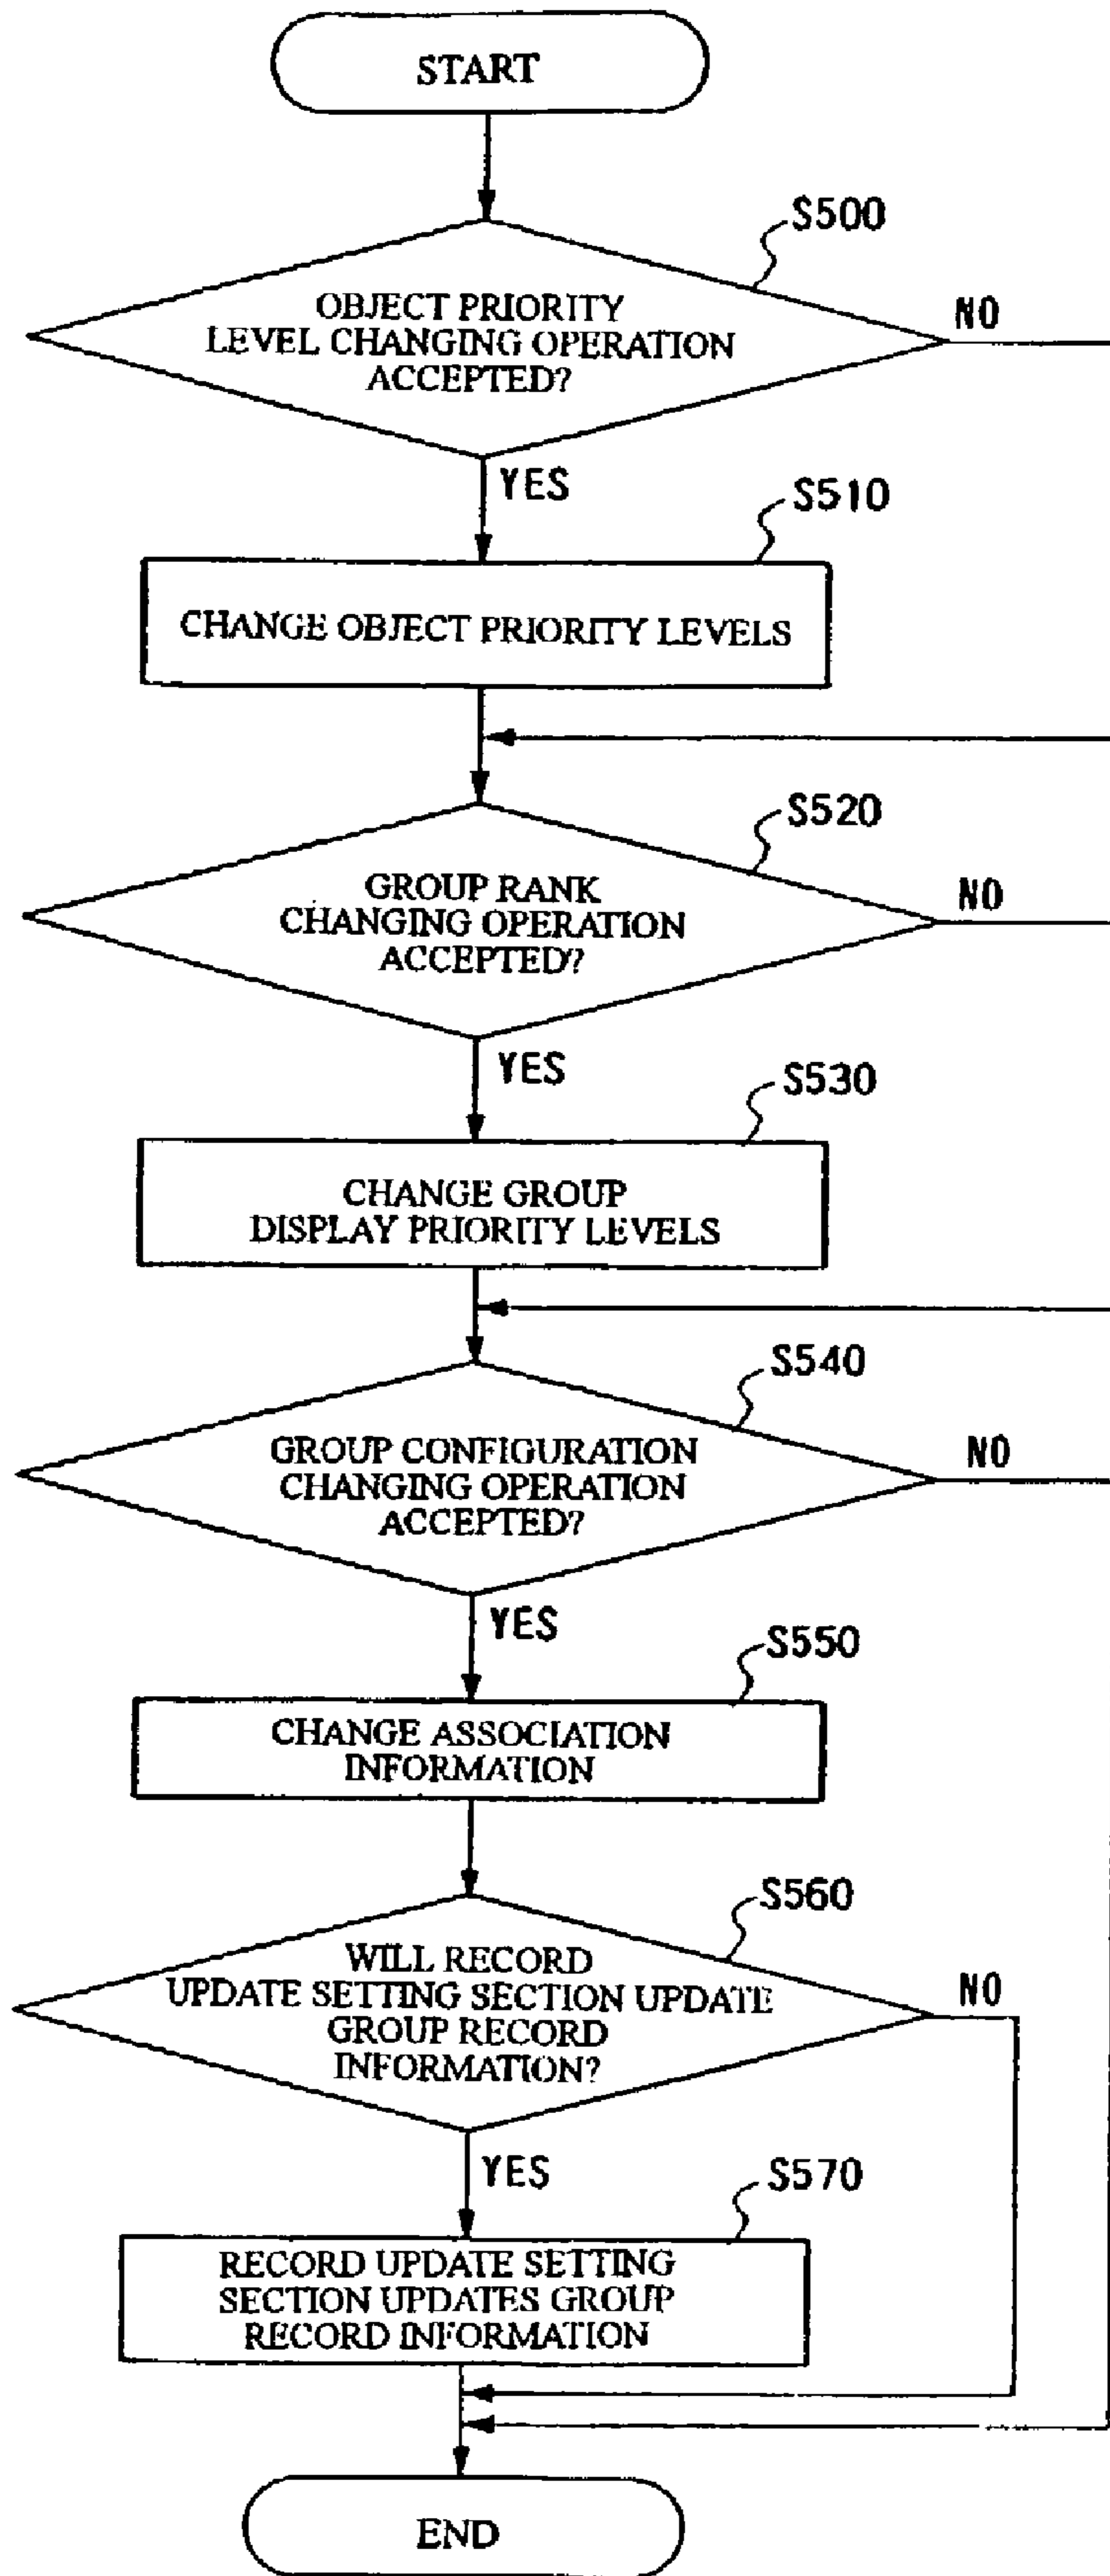 START
S500
OBJECT PRIORITY
LEVEL CHANGING OPERATION
ACCEPTED?
NO
YES
S510
CHANGE OBJECT PRIORITY LEVELS
S520
GROUP RANK
CHANGING OPERATION
ACCEPTED?
NO
YES
S530
CHANGE GROUP
DISPLAY PRIORITY LEVELS
S540
GROUP CONFIGURATION
CHANGING OPERATION
ACCEPTED?
NO
YES
S550
CHANGE ASSOCIATION
INFORMATION
S560
WILL RECORD
UPDATE SETTING SECTION UPDATE
GROUP RECORD
INFORMATION?
NO
YES
S570
RECORD UPDATE SETTING
SECTION UPDATES GROUP
RECORD INFORMATION
END